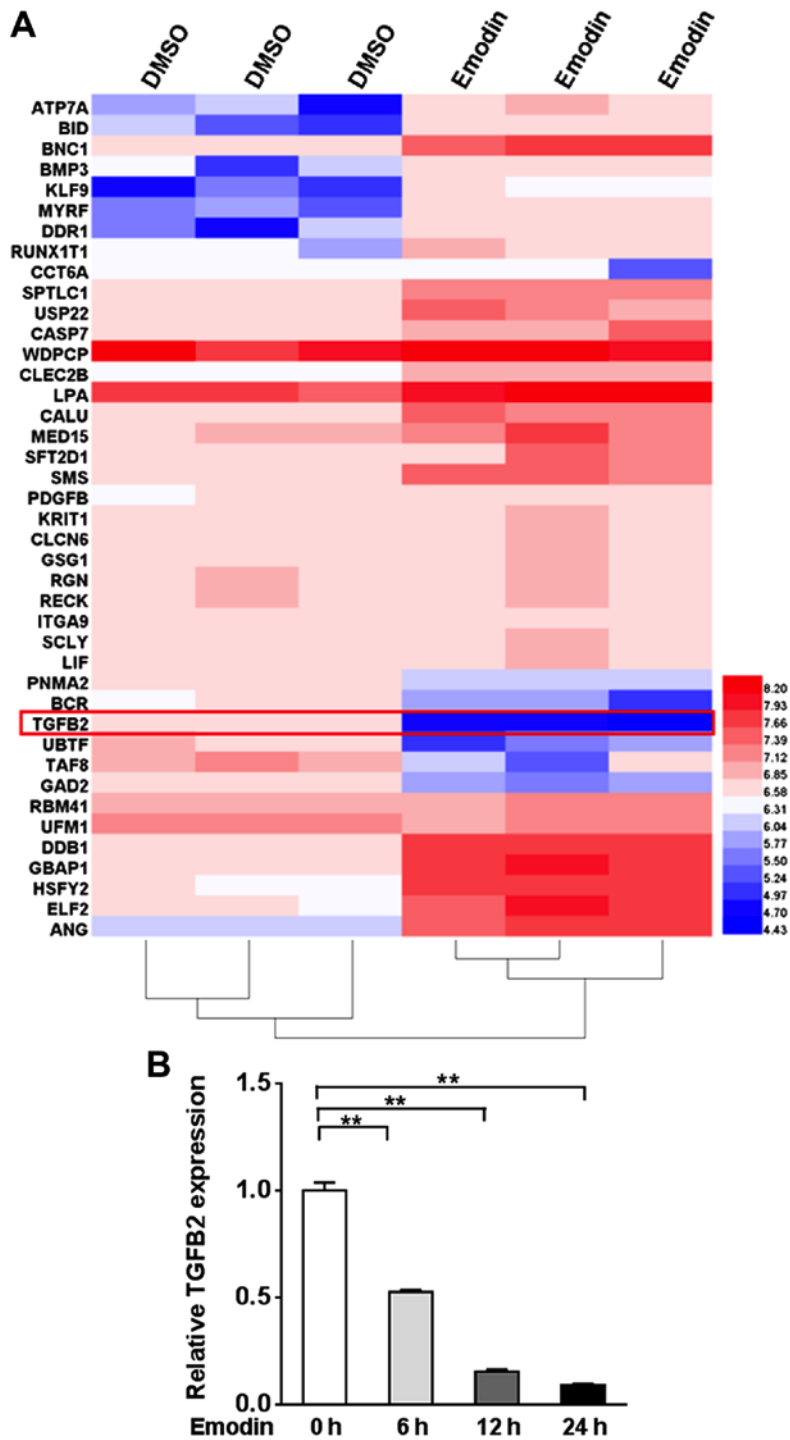 A
DMSO DMSO DMSO Emodin Emodin Emodin
ATP7A
BID
BNC1
BMP3
KLF9
MYRF
DDR1
RUNX1T1
CCT6A
SPTLC1
USP22
CASP7
WDPCP
CLEC2B
LPA
CALU
MED15
SFT2D1
SMS
PDGFB
KRIT1
CLCN6
GSG1
RGN
RECK
ITGA9
SCLY
LIF
PNMA2
BCR
TGFB2
UBTF
TAF8
GAD2
RBM41
UFM1
DDB1
GBAP1
HSFY2
ELF2
ANG
8.20
7.93
7.66
7.39
7.12
6.85
6.58
6.31
6.04
5.77
5.50
5.24
4.97
4.70
4.43
B
Relative TGFB2 expression
1.5
1.0
0.5
0.0
**
**
**
Emodin 0 h 6 h 12 h 24 h